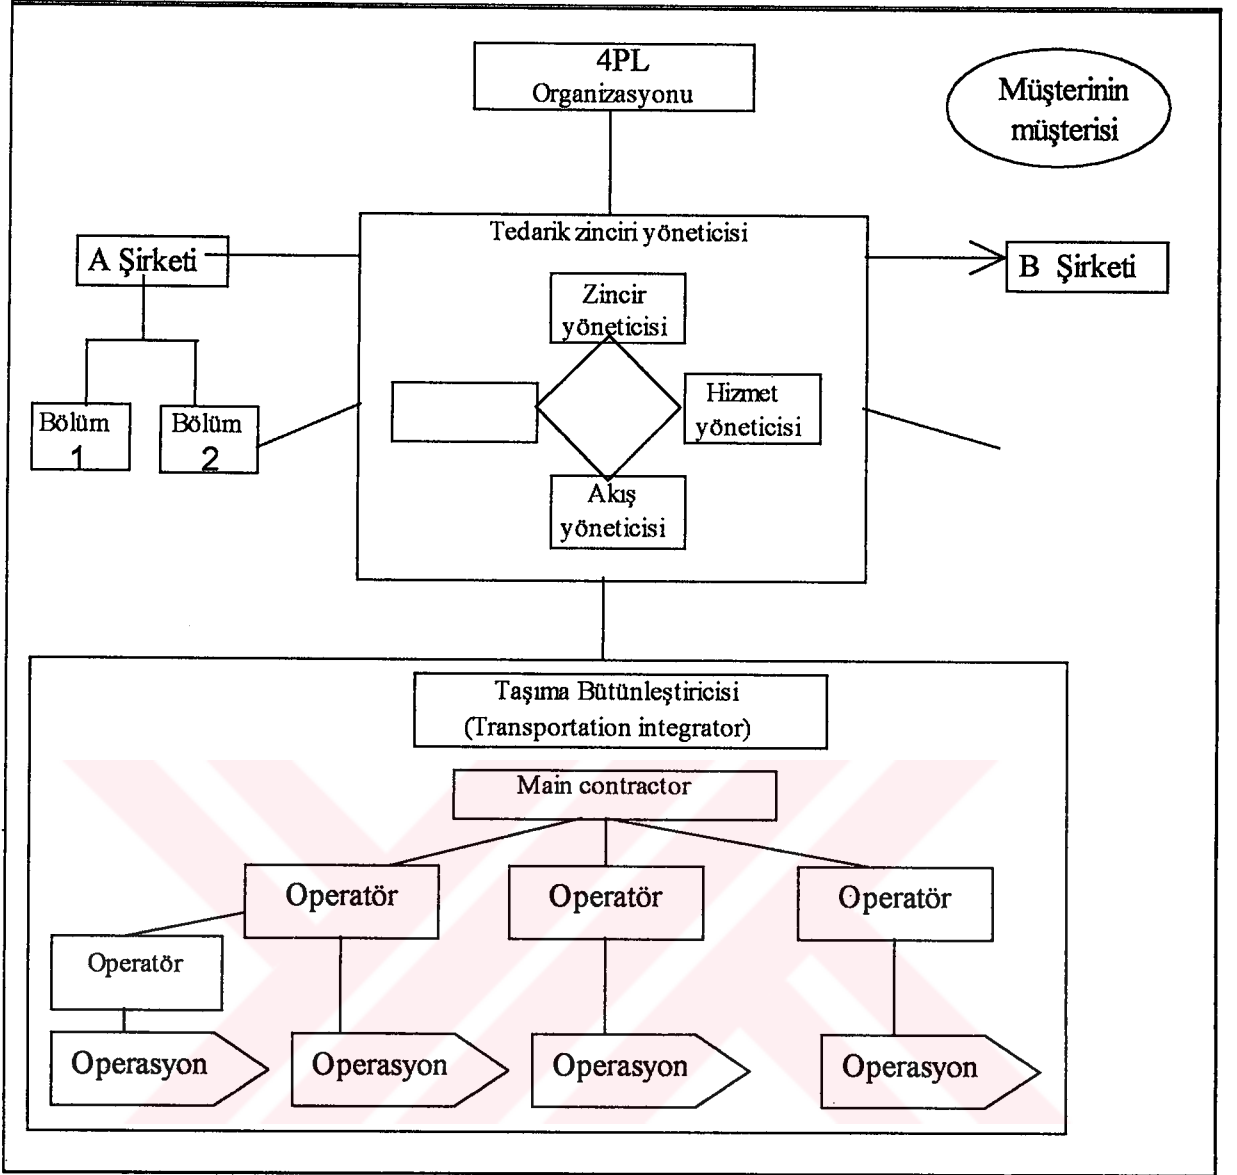 4PL
Organizasyonu
Müşterinin
müşterisi
Tedarik zinciri yöneticisi
A Şirketi
B Şirketi
Zincir
yöneticisi
Hizmet
yöneticisi
Bölüm
1
Bölüm
2
Akış
yöneticisi
Taşıma Bütünleştiricisi
(Transportation integrator)
Main contractor
Operatör
Operatör
Operatör
Operatör
Operasyon
Operasyon
Operasyon
Operasyon